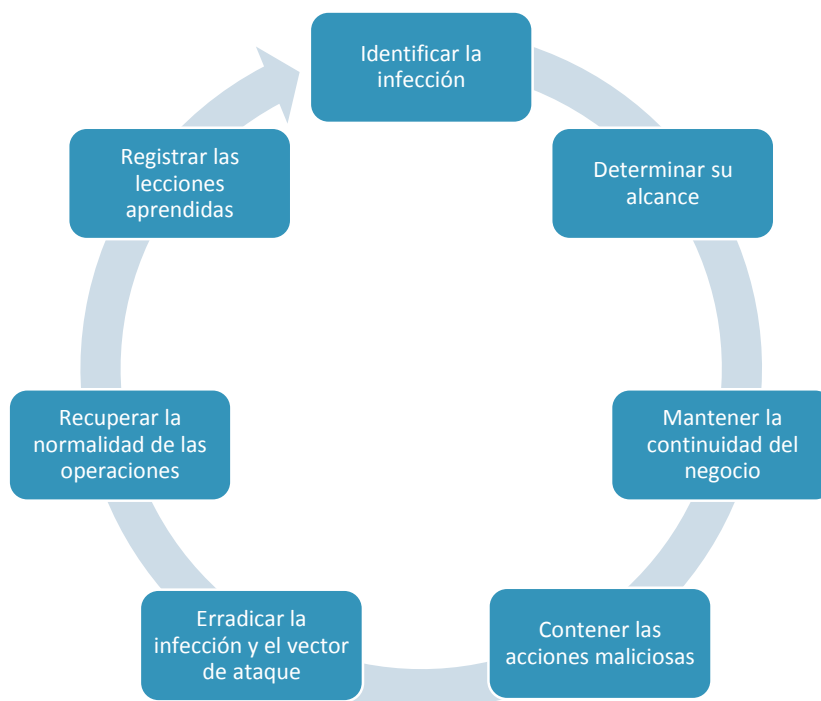 Identificar la
infección
Determinar su
alcance
Mantener la
continuidad del
negocio
Contener las
acciones maliciosas
Erradicar la
infección y el vector
de ataque
Recuperar la
normalidad de las
operaciones
Registrar las
lecciones
aprendidas